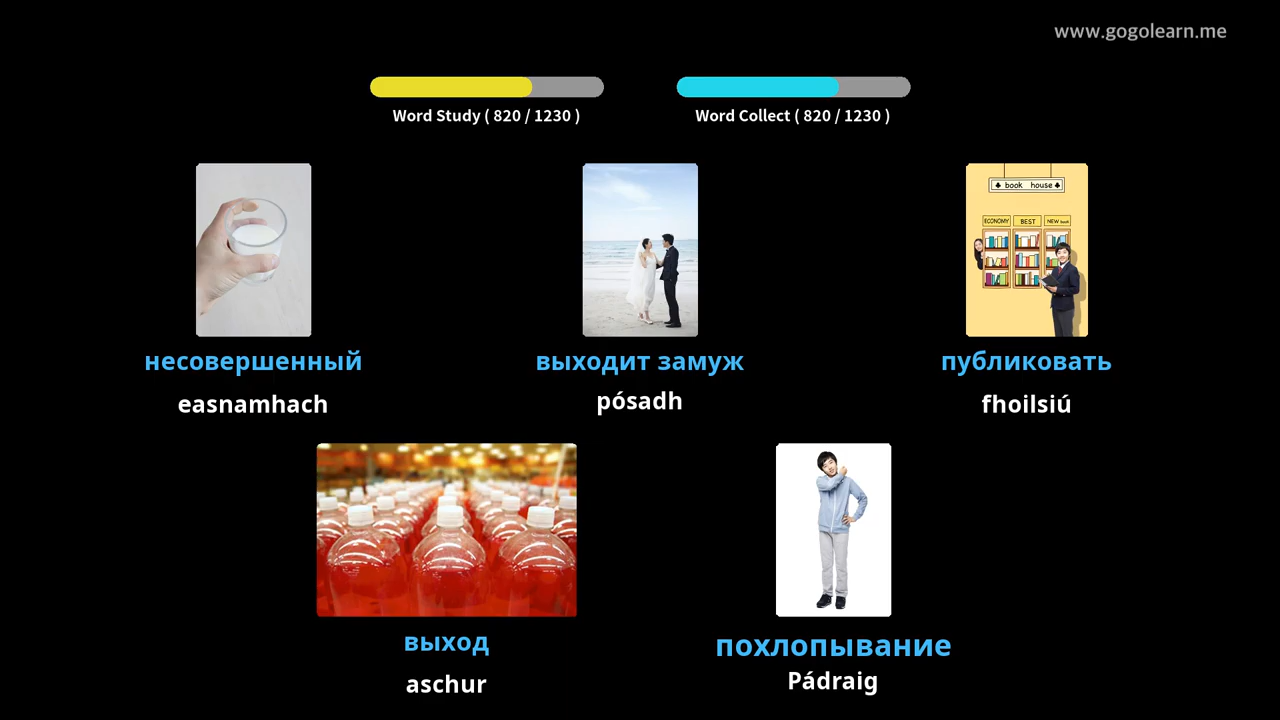 www.gogolearn.me
Word Study ( 820 / 1230 )
Word Collect ( 820 / 1230 )
♣ book house ♣
ECONOMY
BEST
NEW book
несовершенный
выходит замуж
публиковать
easnamhach
pósadh
fhoilsiú
выход
похлопывание
aschur
Pádraig